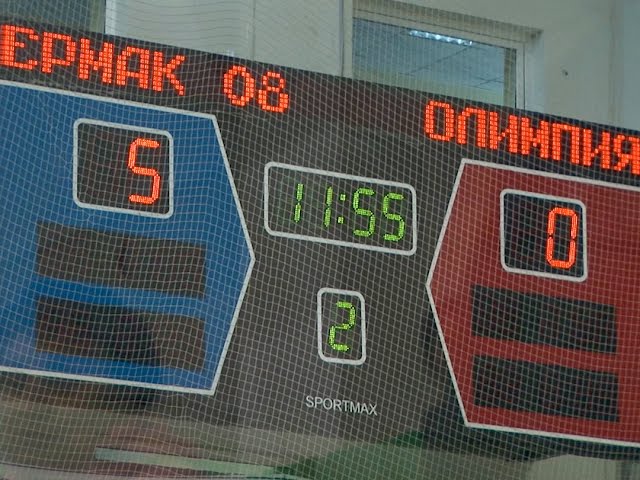 ЕРМАК 08 ОЛИМПИЯ
5 11:55 0
2
SPORTMAX